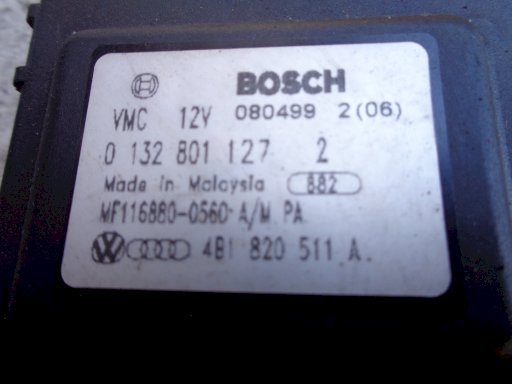 BOSCH
VMC 12V 080499 2(06)
0 132 801 127 2
Made in Malaysia 882
MF116880-0560 A/M PA
VW 4B1 820 511 A.